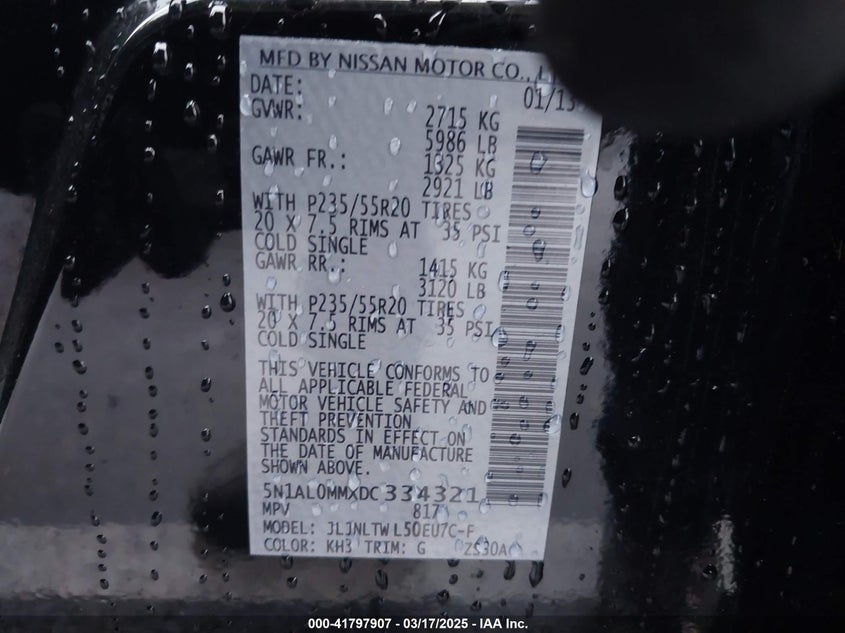 MFD BY NISSAN MOTOR CO.,
DATE: 01/13
GVWR: 2715 KG
5986 LB
GAWR FR.: 1325 KG
2921 LB
WITH P235/55R20 TIRES
20 X 7.5 RIMS AT 35 PSI
COLD SINGLE
GAWR RR.: 1415 KG
3120 LB
WITH P235/55R20 TIRES
20 X 7.5 RIMS AT 35 PSI
COLD SINGLE
THIS VEHICLE CONFORMS TO
ALL APPLICABLE FEDERAL
MOTOR VEHICLE SAFETY AND
THEFT PREVENTION
STANDARDS IN EFFECT ON
THE DATE OF MANUFACTURE
SHOWN ABOVE.
5N1AL0MMXDC334321
MPV 817
MODEL: JLJNLTW L50EU7C-F
COLOR: KH3 TRIM: G ZS30A
000-41797907 - 03/17/2025 - IAA Inc.